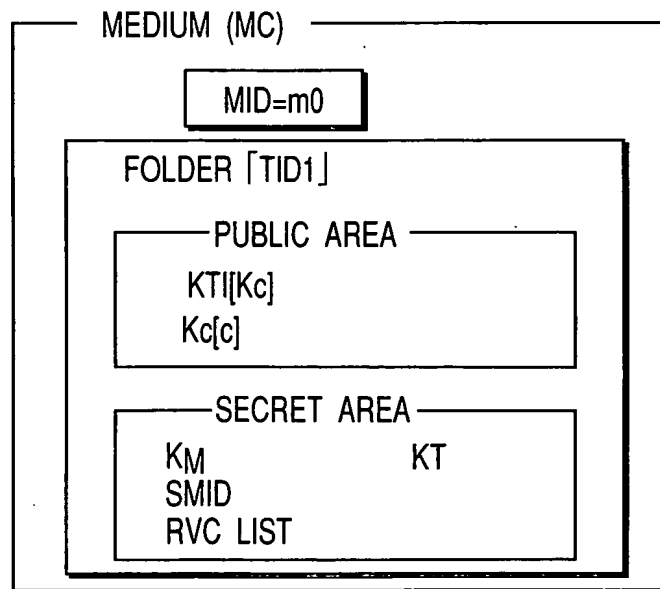 MEDIUM (MC)
MID=m0
FOLDER「TID1」
PUBLIC AREA
KTI[Kc]
Kc[c]
SECRET AREA
KM KT
SMID
RVC LIST